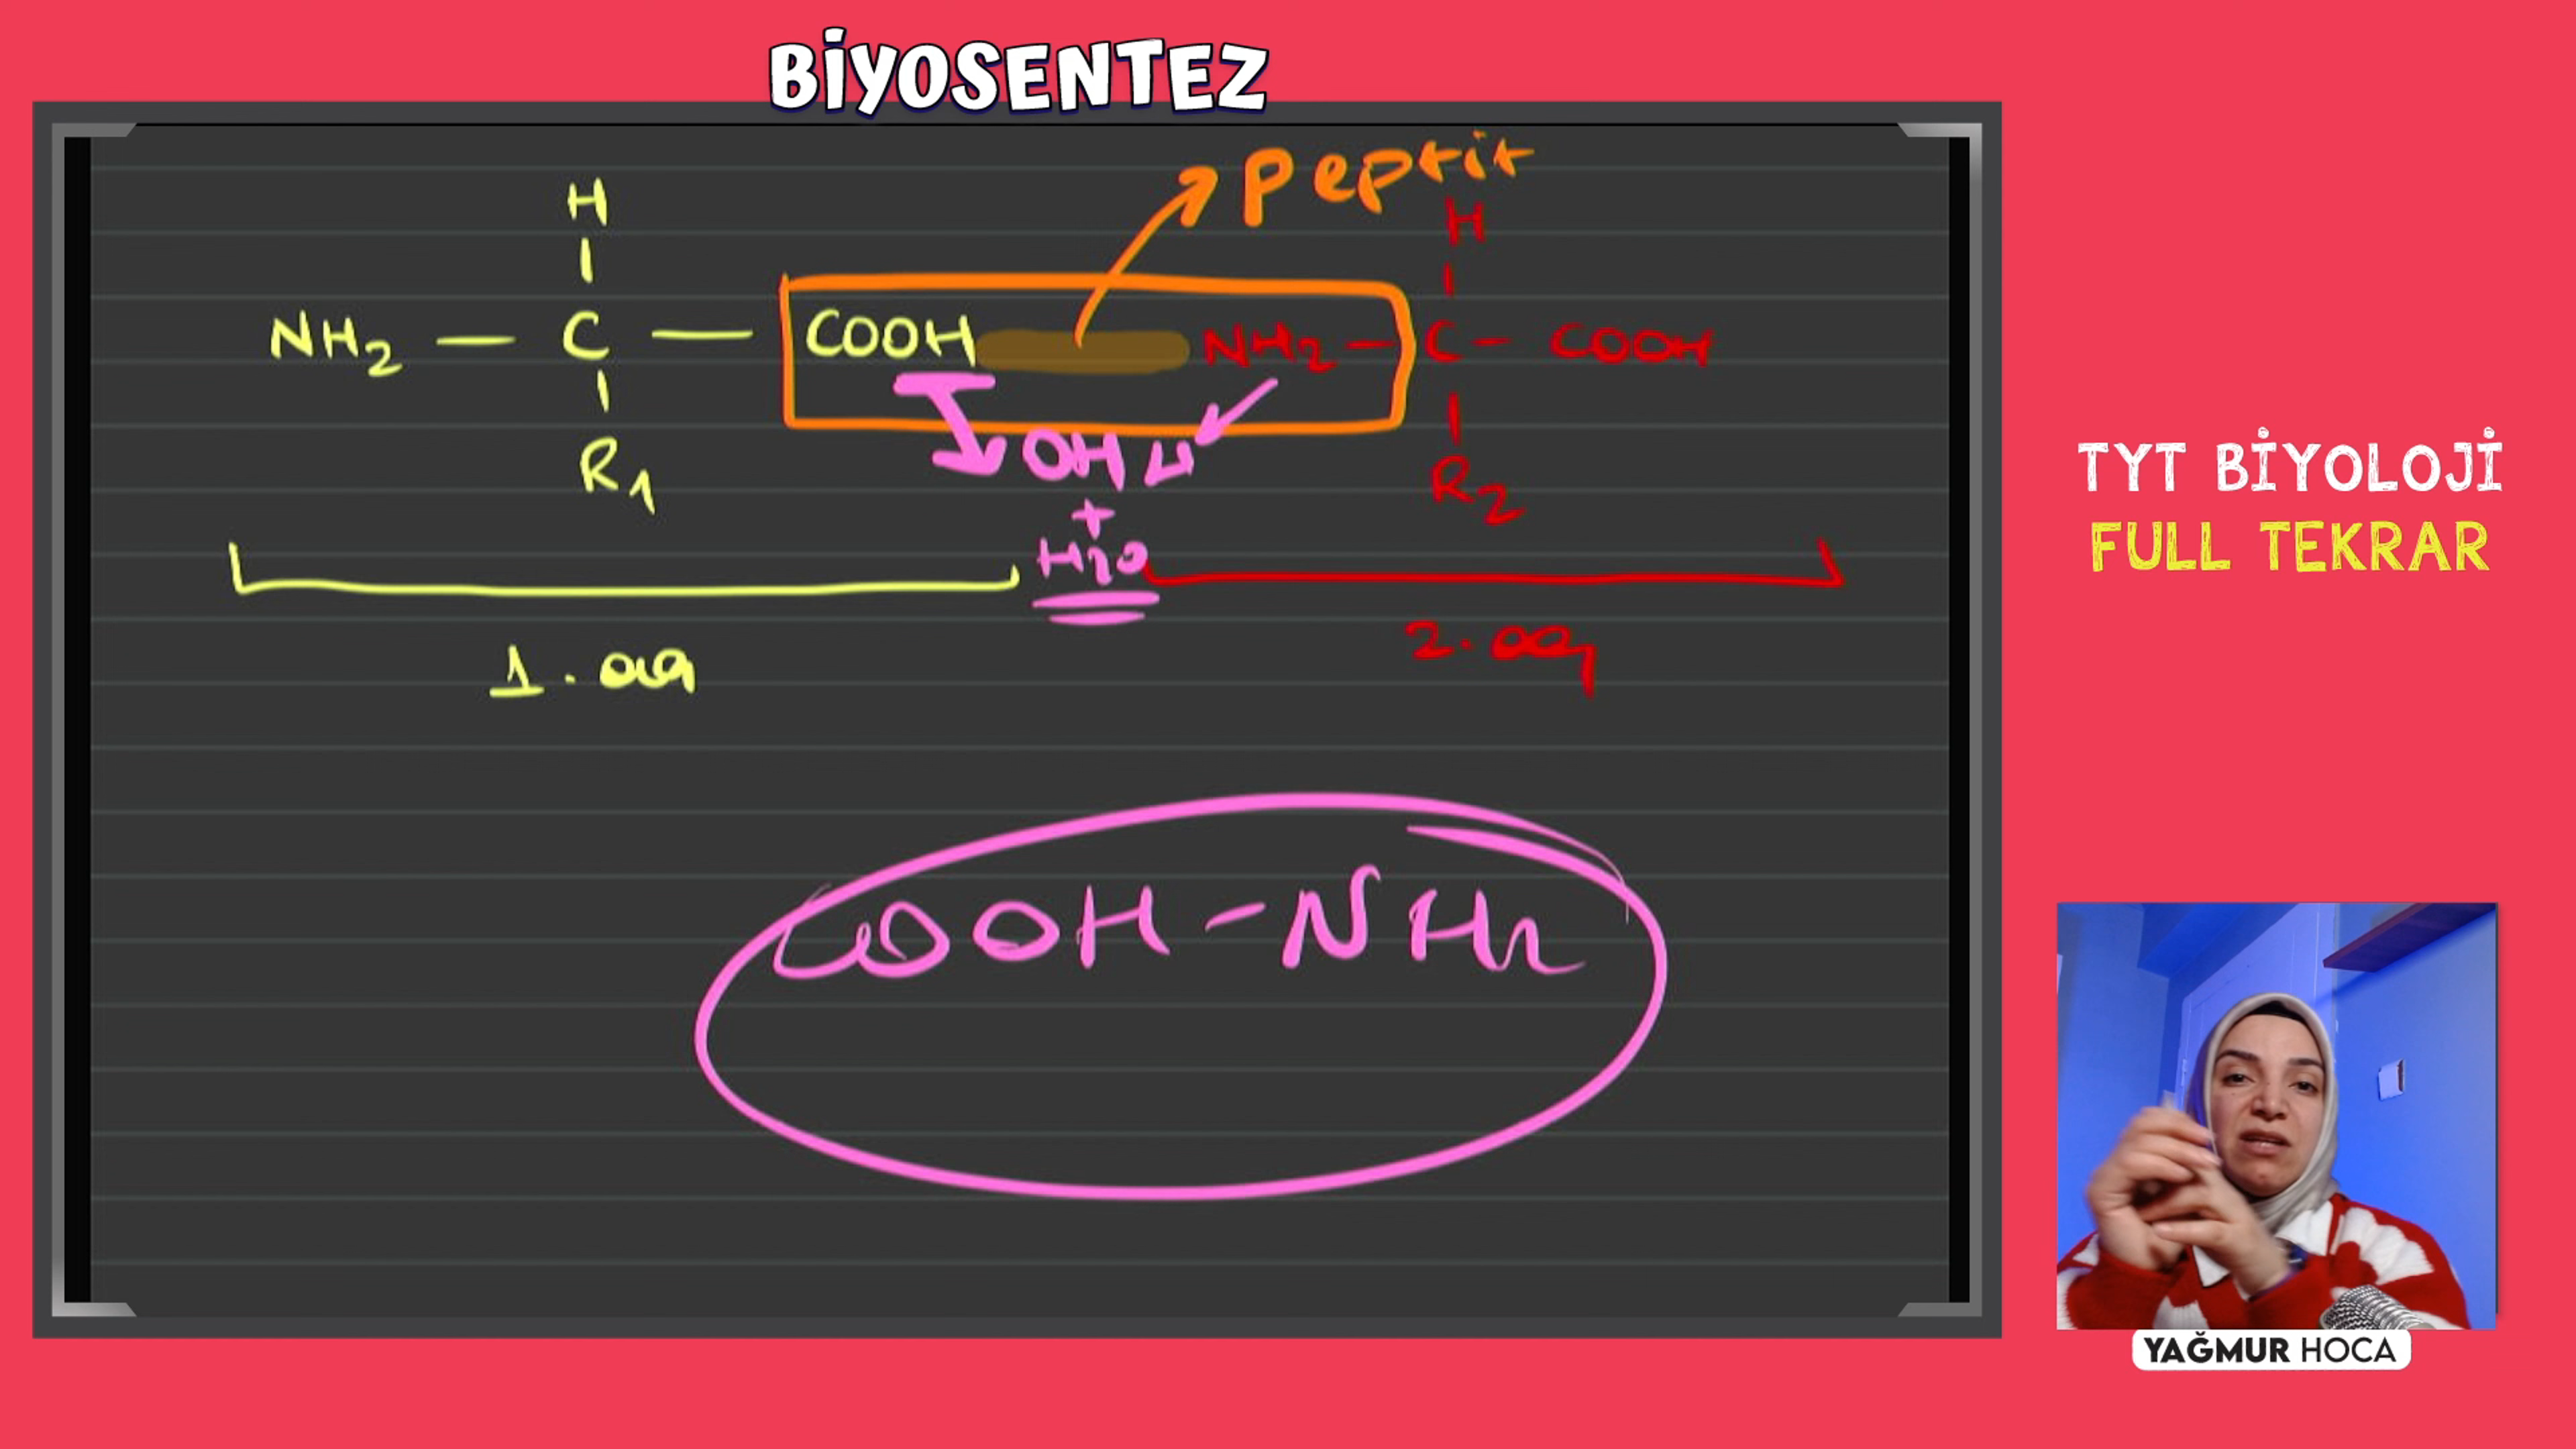 BİYOSENTEZ
peptit
H
H
NH2 — C — COOH NH2 — C — COOH
OH H
R1
R2
+
H2O
1. aa
2. aa
COOH - NH2
TYT BİYOLOJİ
FULL TEKRAR
YAĞMUR HOCA